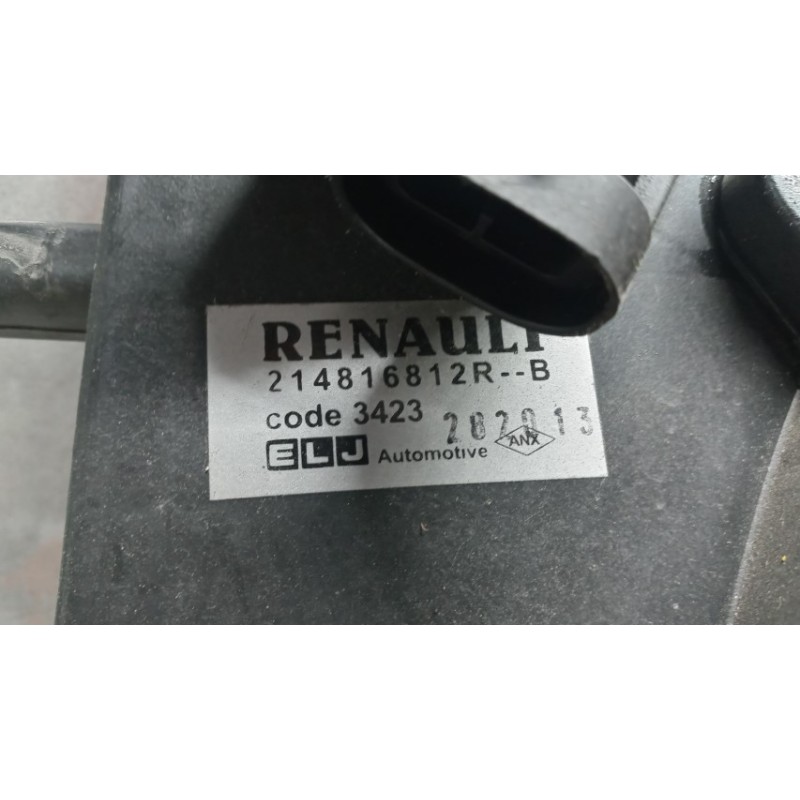 RENAULT
214816812R--B
code 3423 282013
ELJ Automotive ANX